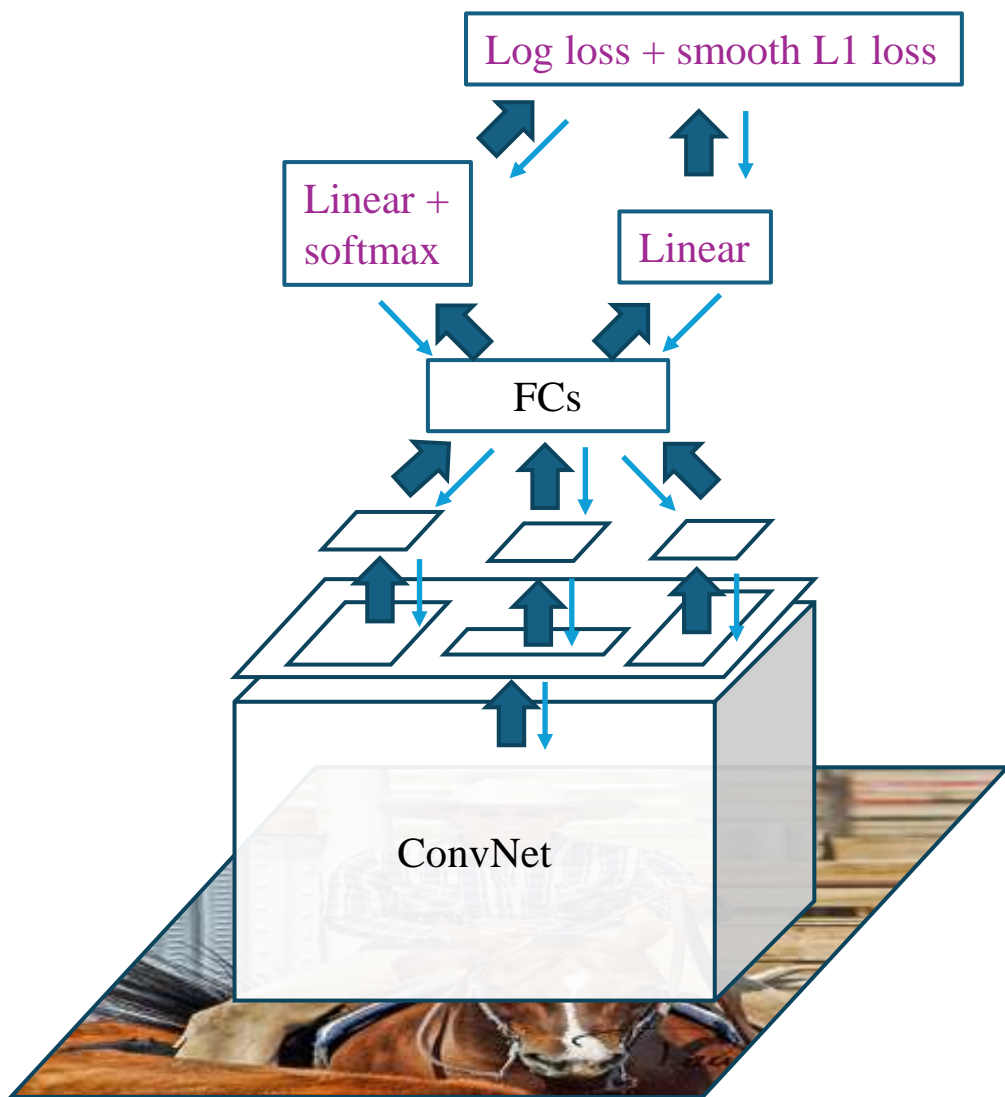 Log loss + smooth L1 loss
Linear +
softmax
Linear
FCs
ConvNet